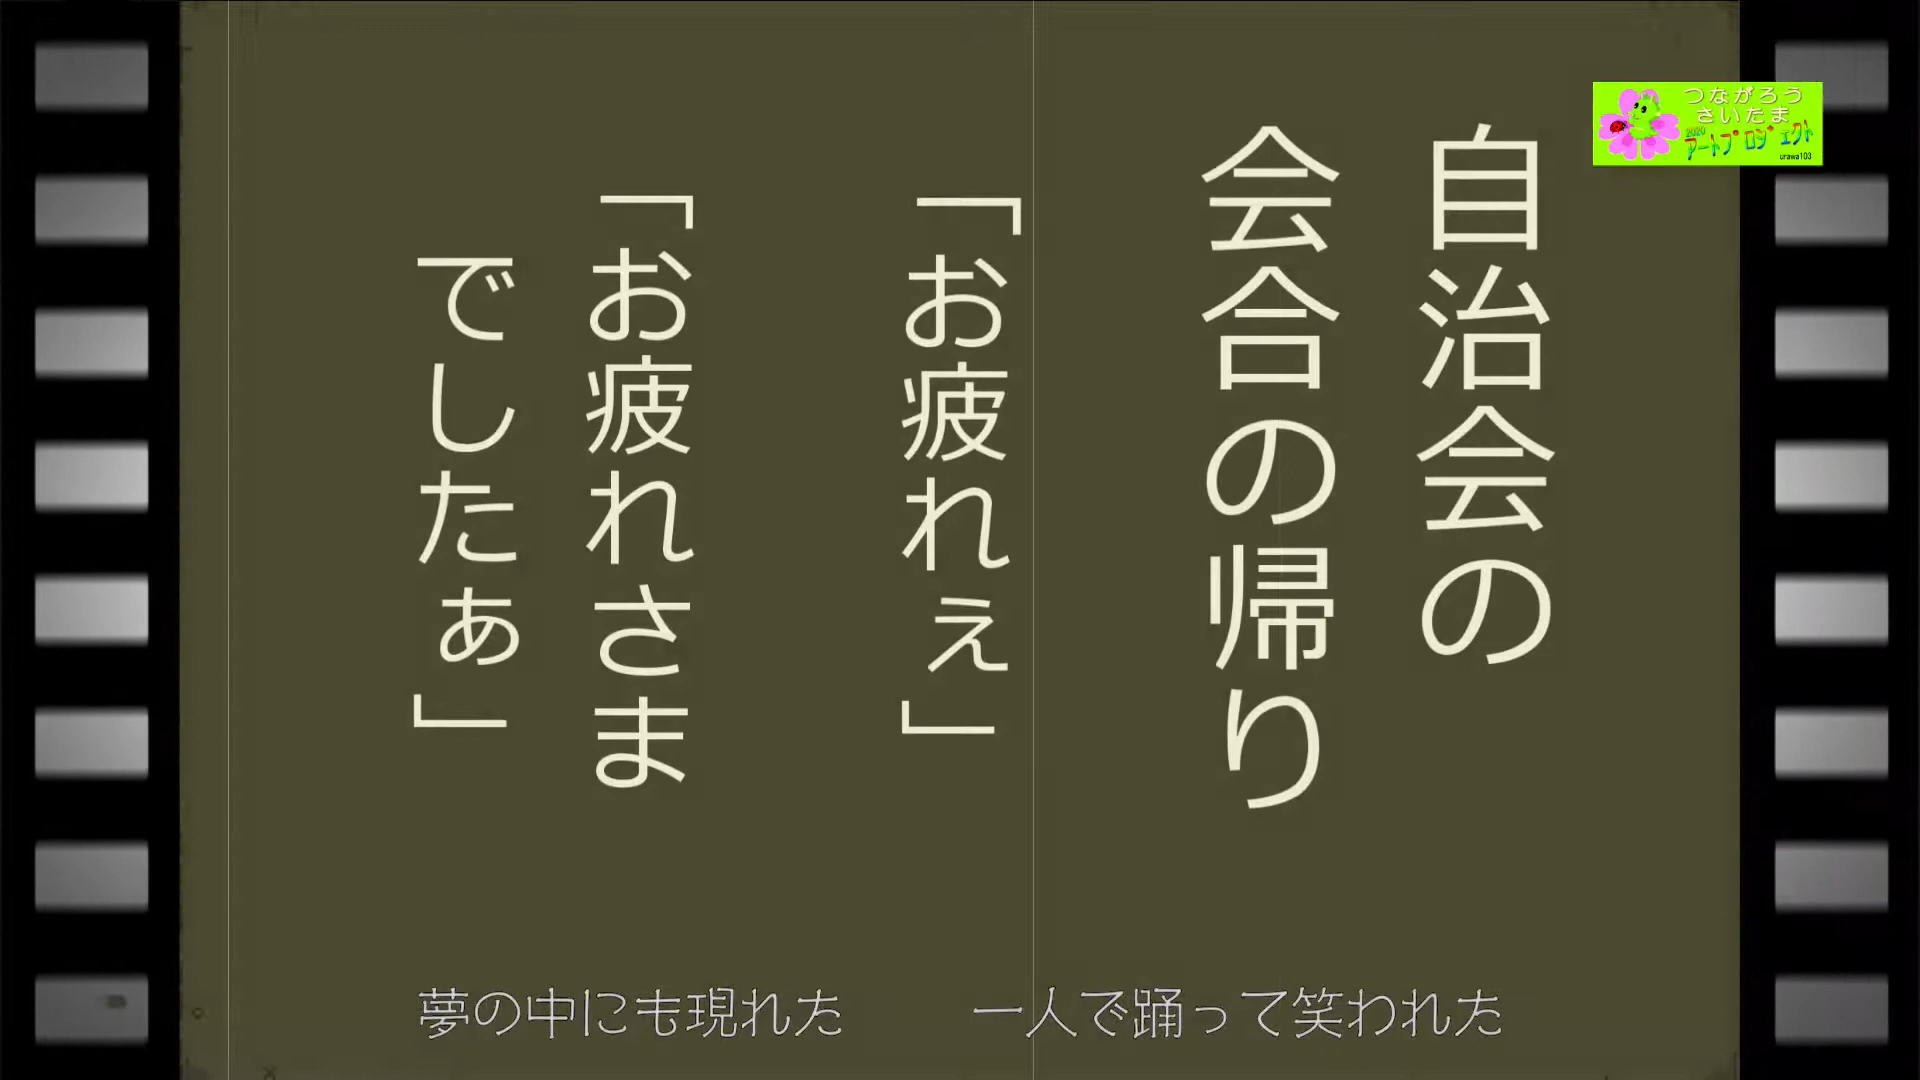 自治会の
会合の帰り
「お疲れぇ」
「お疲れさま
でしたぁ」
つながろう
さいたま
2020
アートプロジェクト
urawa103
夢の中にも現れた　　一人で踊って笑われた